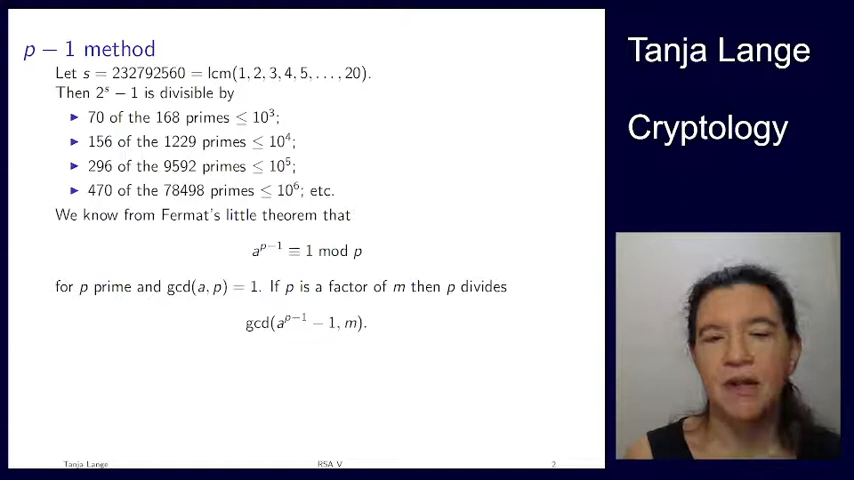 p − 1 method
Let s = 232792560 = lcm(1, 2, 3, 4, 5, . . . , 20).
Then 2^s − 1 is divisible by
▶ 70 of the 168 primes ≤ 10^3;
▶ 156 of the 1229 primes ≤ 10^4;
▶ 296 of the 9592 primes ≤ 10^5;
▶ 470 of the 78498 primes ≤ 10^6; etc.
We know from Fermat's little theorem that
a^{p−1} ≡ 1 mod p
for p prime and gcd(a, p) = 1. If p is a factor of m then p divides
gcd(a^{p−1} − 1, m).
Tanja Lange
RSA V
2
Tanja Lange
Cryptology